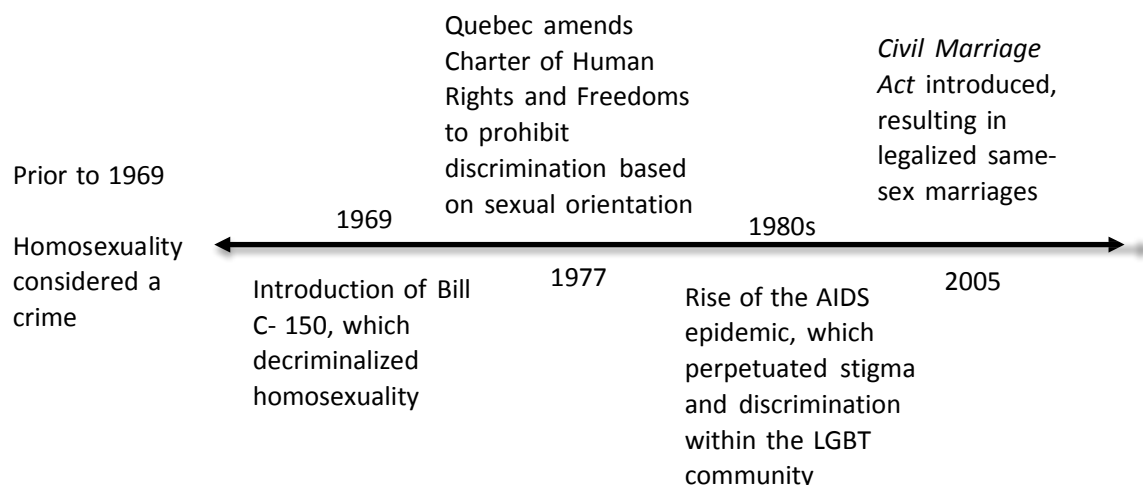 Prior to 1969
Homosexuality
considered a
crime
1969
Introduction of Bill
C- 150, which
decriminalized
homosexuality
Quebec amends
Charter of Human
Rights and Freedoms
to prohibit
discrimination based
on sexual orientation
1977
1980s
Rise of the AIDS
epidemic, which
perpetuated stigma
and discrimination
within the LGBT
community
Civil Marriage
Act introduced,
resulting in
legalized same-
sex marriages
2005